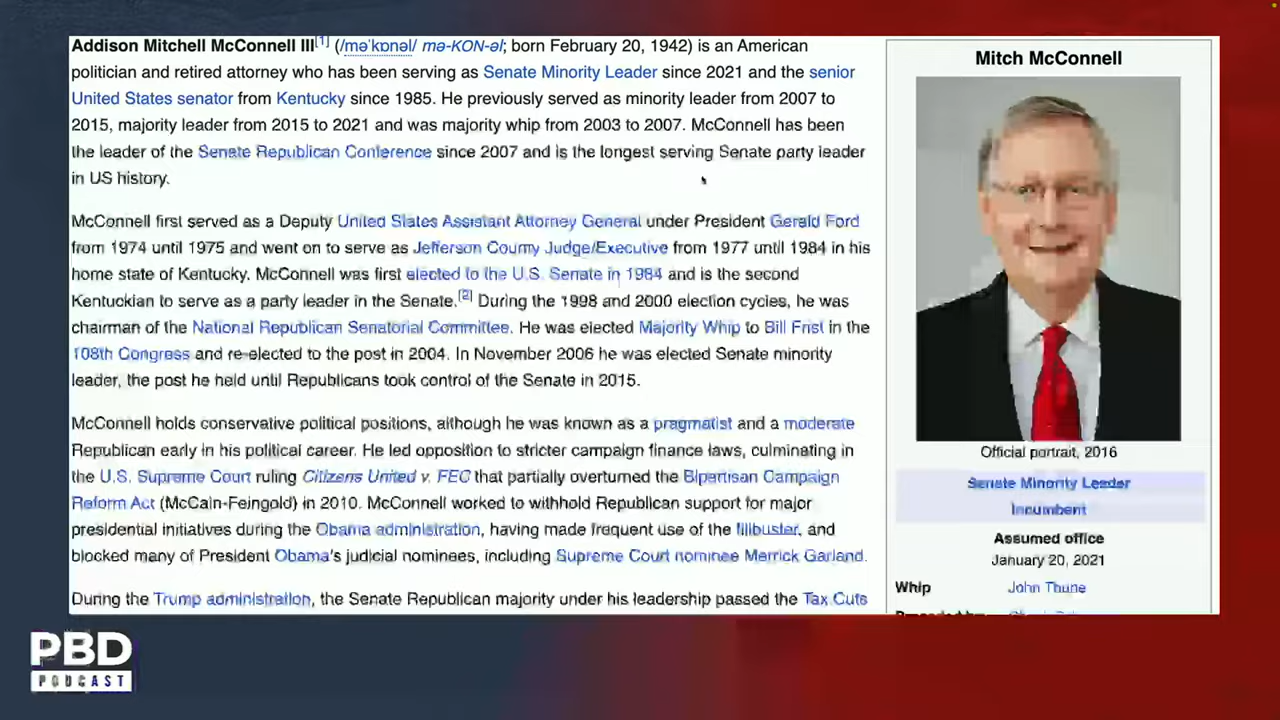 Addison Mitchell McConnell III[1] (/məˈkɒnəl/ mə-KON-əl; born February 20, 1942) is an American
politician and retired attorney who has been serving as Senate Minority Leader since 2021 and the senior
United States senator from Kentucky since 1985. He previously served as minority leader from 2007 to
2015, majority leader from 2015 to 2021 and was majority whip from 2003 to 2007. McConnell has been
the leader of the Senate Republican Conference since 2007 and is the longest serving Senate party leader
in US history.
McConnell first served as a Deputy United States Assistant Attorney General under President Gerald Ford
from 1974 until 1975 and went on to serve as Jefferson County Judge/Executive from 1977 until 1984 in his
home state of Kentucky. McConnell was first elected to the U.S. Senate in 1984 and is the second
Kentuckian to serve as a party leader in the Senate.[2] During the 1998 and 2000 election cycles, he was
chairman of the National Republican Senatorial Committee. He was elected Majority Whip to Bill Frist in the
108th Congress and re-elected to the post in 2004. In November 2006 he was elected Senate minority
leader, the post he held until Republicans took control of the Senate in 2015.
McConnell holds conservative political positions, although he was known as a pragmatist and a moderate
Republican early in his political career. He led opposition to stricter campaign finance laws, culminating in
the U.S. Supreme Court ruling Citizens United v. FEC that partially overturned the Bipartisan Campaign
Reform Act (McCain-Feingold) in 2010. McConnell worked to withhold Republican support for major
presidential initiatives during the Obama administration, having made frequent use of the filibuster, and
blocked many of President Obama's judicial nominees, including Supreme Court nominee Merrick Garland.
During the Trump administration, the Senate Republican majority under his leadership passed the Tax Cuts
Mitch McConnell
Official portrait, 2016
Senate Minority Leader
Incumbent
Assumed office
January 20, 2021
Whip John Thune
PBD
PODCAST